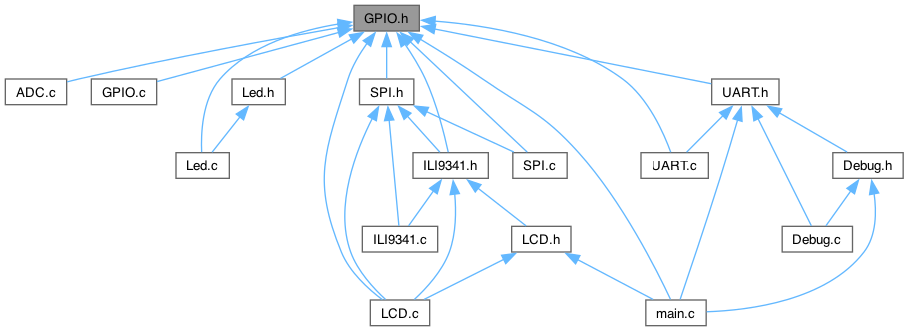 GPIO.h
ADC.c
GPIO.c
Led.h
SPI.h
UART.h
Led.c
ILI9341.h
SPI.c
UART.c
Debug.h
ILI9341.c
LCD.h
Debug.c
LCD.c
main.c